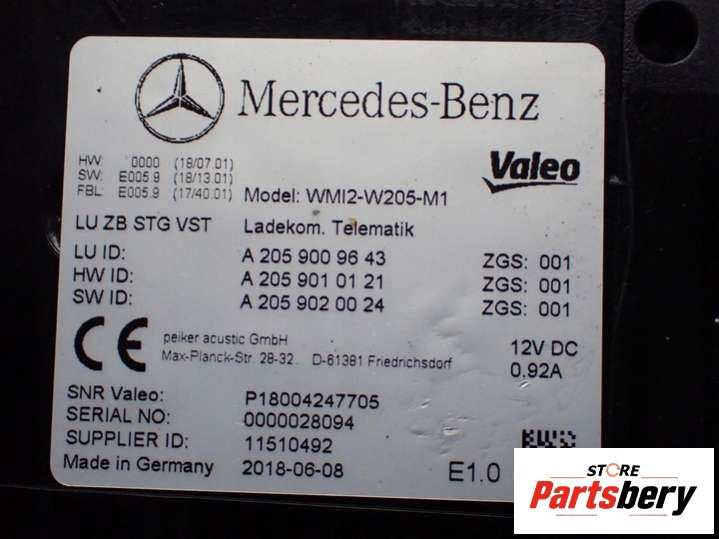 Mercedes-Benz
HW: 0000 (18/07.01)
SW: E005.9 (18/13.01)
FBL: E005.9 (17/40.01)
Valeo
Model: WMI2-W205-M1
LU ZB STG VST Ladekom. Telematik
LU ID: A 205 900 96 43 ZGS: 001
HW ID: A 205 901 01 21 ZGS: 001
SW ID: A 205 902 00 24 ZGS: 001
CE
peiker acustic GmbH
Max-Planck-Str. 28-32. D-61381 Friedrichsdorf
12V DC
0.92A
SNR Valeo: P18004247705
SERIAL NO: 0000028094
SUPPLIER ID: 11510492
Made in Germany 2018-06-08 E1.0
STORE
Partsbery